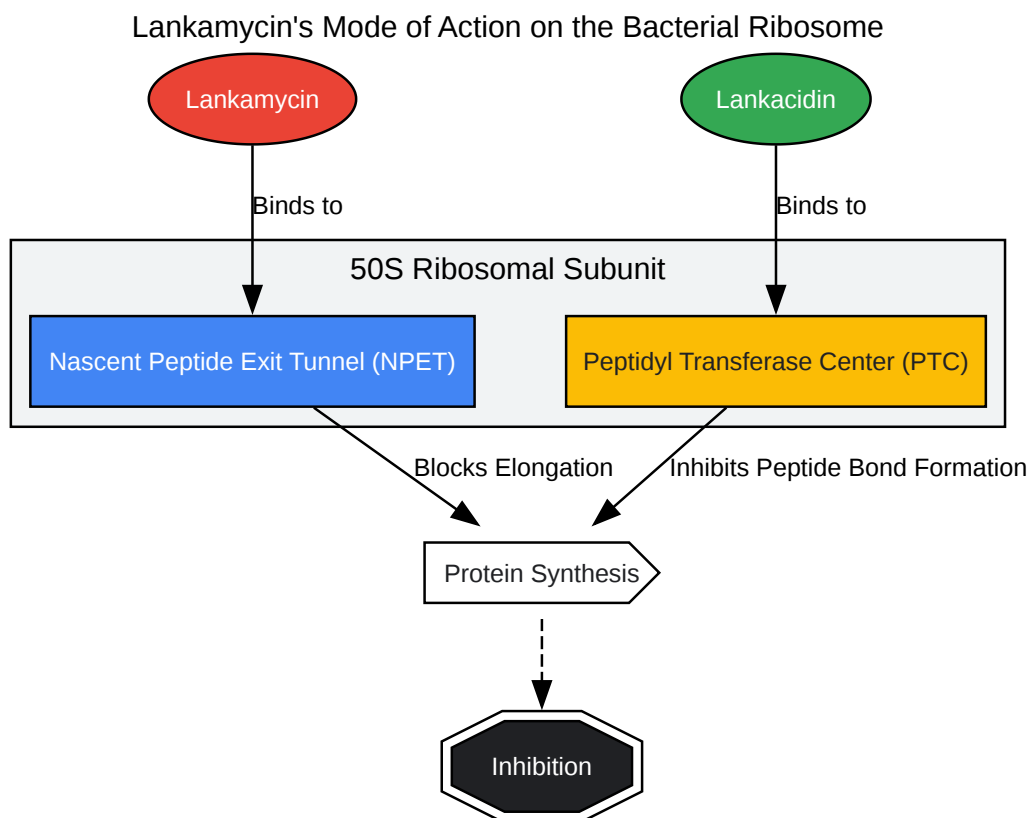 Lankamycin's Mode of Action on the Bacterial Ribosome
Lankamycin
Lankacidin
Binds to
Binds to
50S Ribosomal Subunit
Nascent Peptide Exit Tunnel (NPET)
Peptidyl Transferase Center (PTC)
Blocks Elongation
Inhibits Peptide Bond Formation
Protein Synthesis
Inhibition